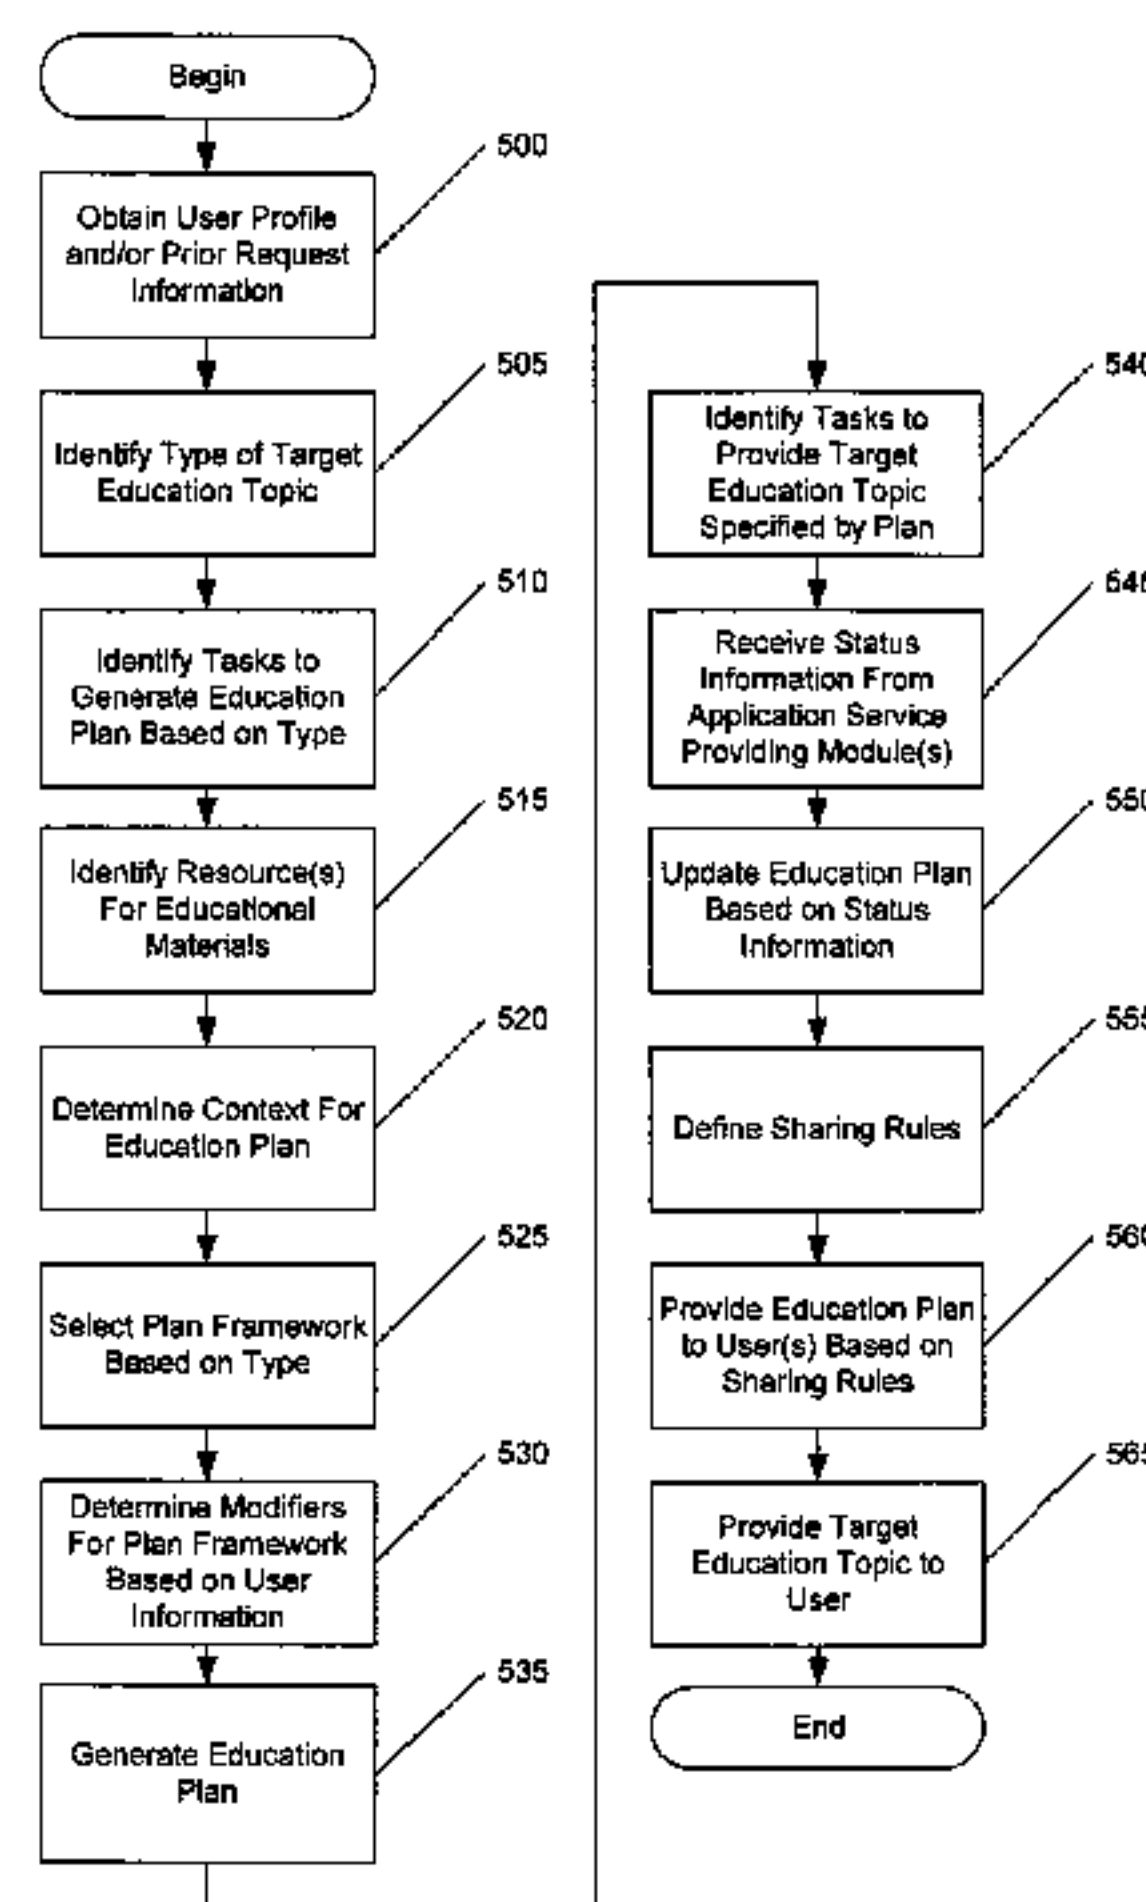 Begin
500
Obtain User Profile
and/or Prior Request
Information
505
Identify Type of Target
Education Topic
510
Identify Tasks to
Generate Education
Plan Based on Type
515
Identify Resource(s)
For Educational
Materials
520
Determine Context For
Education Plan
525
Select Plan Framework
Based on Type
530
Determine Modifiers
For Plan Framework
Based on User
Information
535
Generate Education
Plan
Identify Tasks to
Provide Target
Education Topic
Specified by Plan
Receive Status
Information From
Application Service
Providing Module(s)
Update Education Plan
Based on Status
Information
Define Sharing Rules
Provide Education Plan
to User(s) Based on
Sharing Rules
Provide Target
Education Topic to
User
End